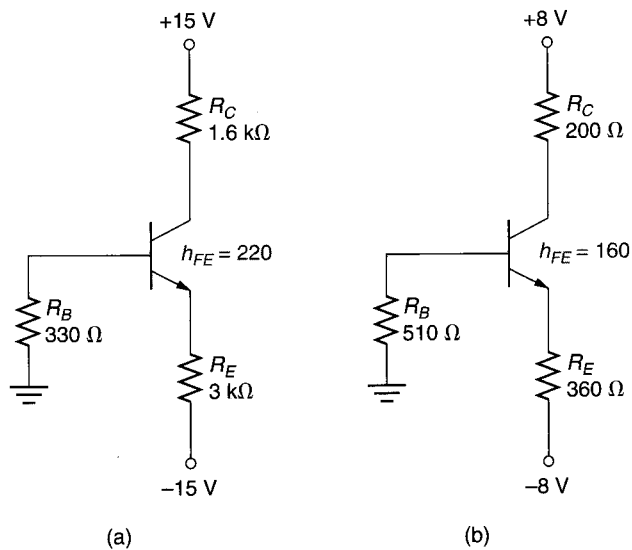 +15 V
R_C
1.6 kΩ
h_FE = 220
R_B
330 Ω
R_E
3 kΩ
–15 V
(a)
+8 V
R_C
200 Ω
h_FE = 160
R_B
510 Ω
R_E
360 Ω
–8 V
(b)